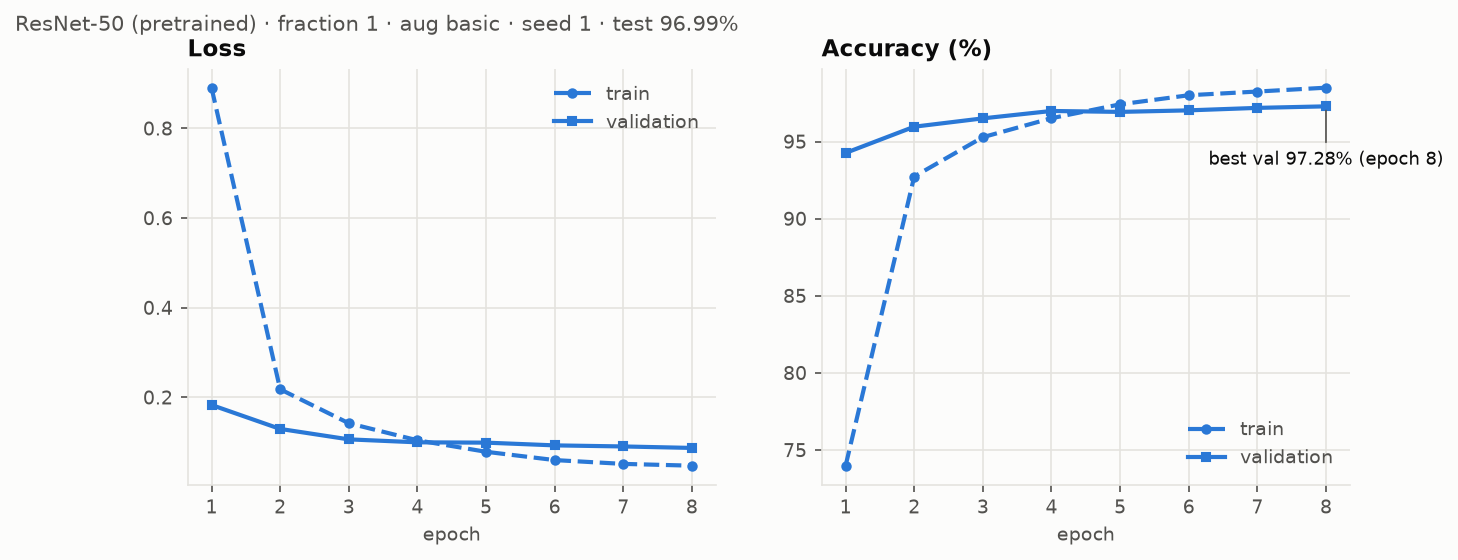 ResNet-50 (pretrained) · fraction 1 · aug basic · seed 1 · test 96.99%
Loss
train
validation
0.8
0.6
0.4
0.2
1 2 3 4 5 6 7 8
epoch
Accuracy (%)
95
90
85
80
75
best val 97.28% (epoch 8)
train
validation
1 2 3 4 5 6 7 8
epoch